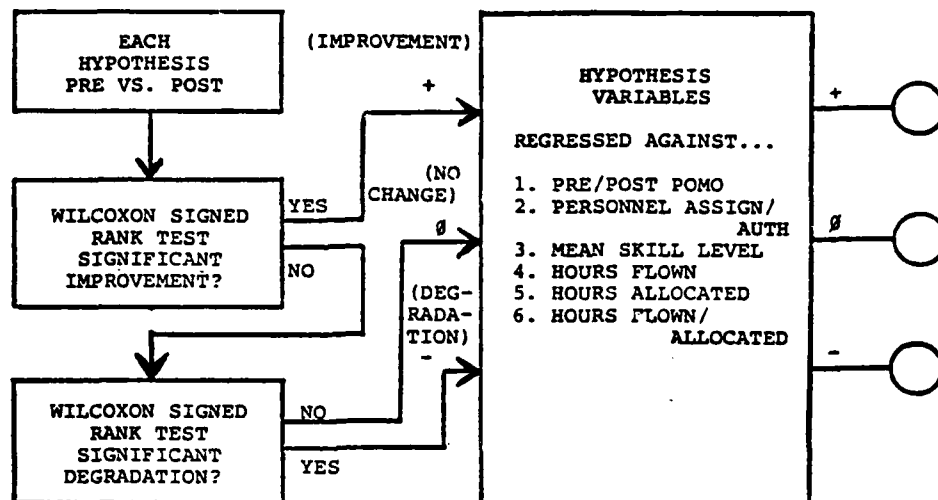 EACH
HYPOTHESIS
PRE VS. POST
(IMPROVEMENT)
+
WILCOXON SIGNED
RANK TEST
SIGNIFICANT
IMPROVEMENT?
YES
NO
(NO
CHANGE)
Ø
(DEG-
RADA-
TION)
-
WILCOXON SIGNED
RANK TEST
SIGNIFICANT
DEGRADATION?
NO
YES
HYPOTHESIS
VARIABLES
REGRESSED AGAINST...
1. PRE/POST POMO
2. PERSONNEL ASSIGN/
AUTH
3. MEAN SKILL LEVEL
4. HOURS FLOWN
5. HOURS ALLOCATED
6. HOURS FLOWN/
ALLOCATED
+
Ø
-